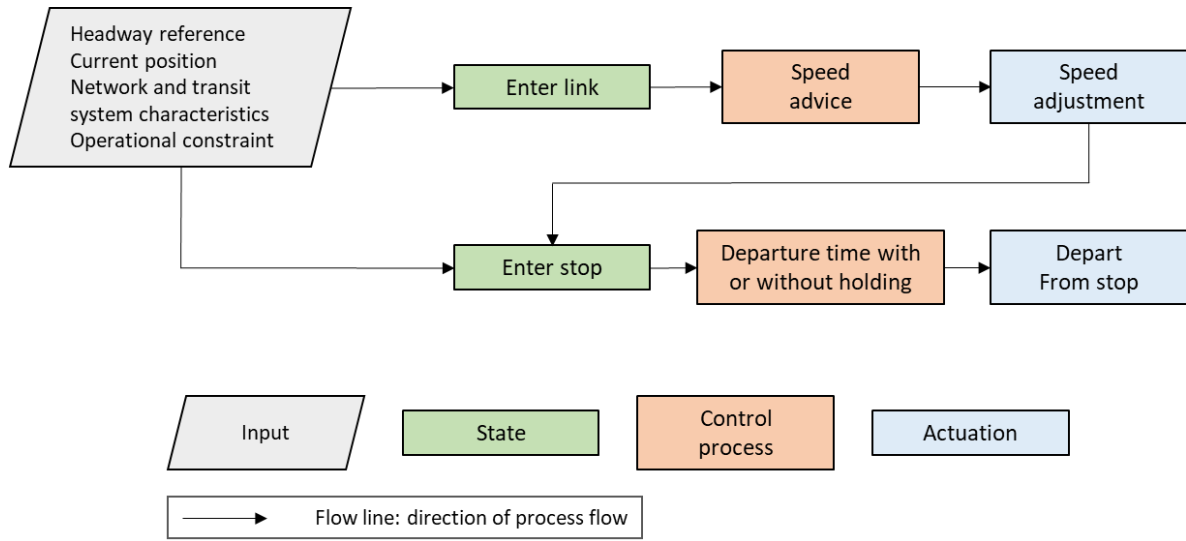 Headway reference
Current position
Network and transit
system characteristics
Operational constraint
Enter link
Speed
advice
Speed
adjustment
Enter stop
Departure time with
or without holding
Depart
From stop
Input
State
Control
process
Actuation
Flow line: direction of process flow